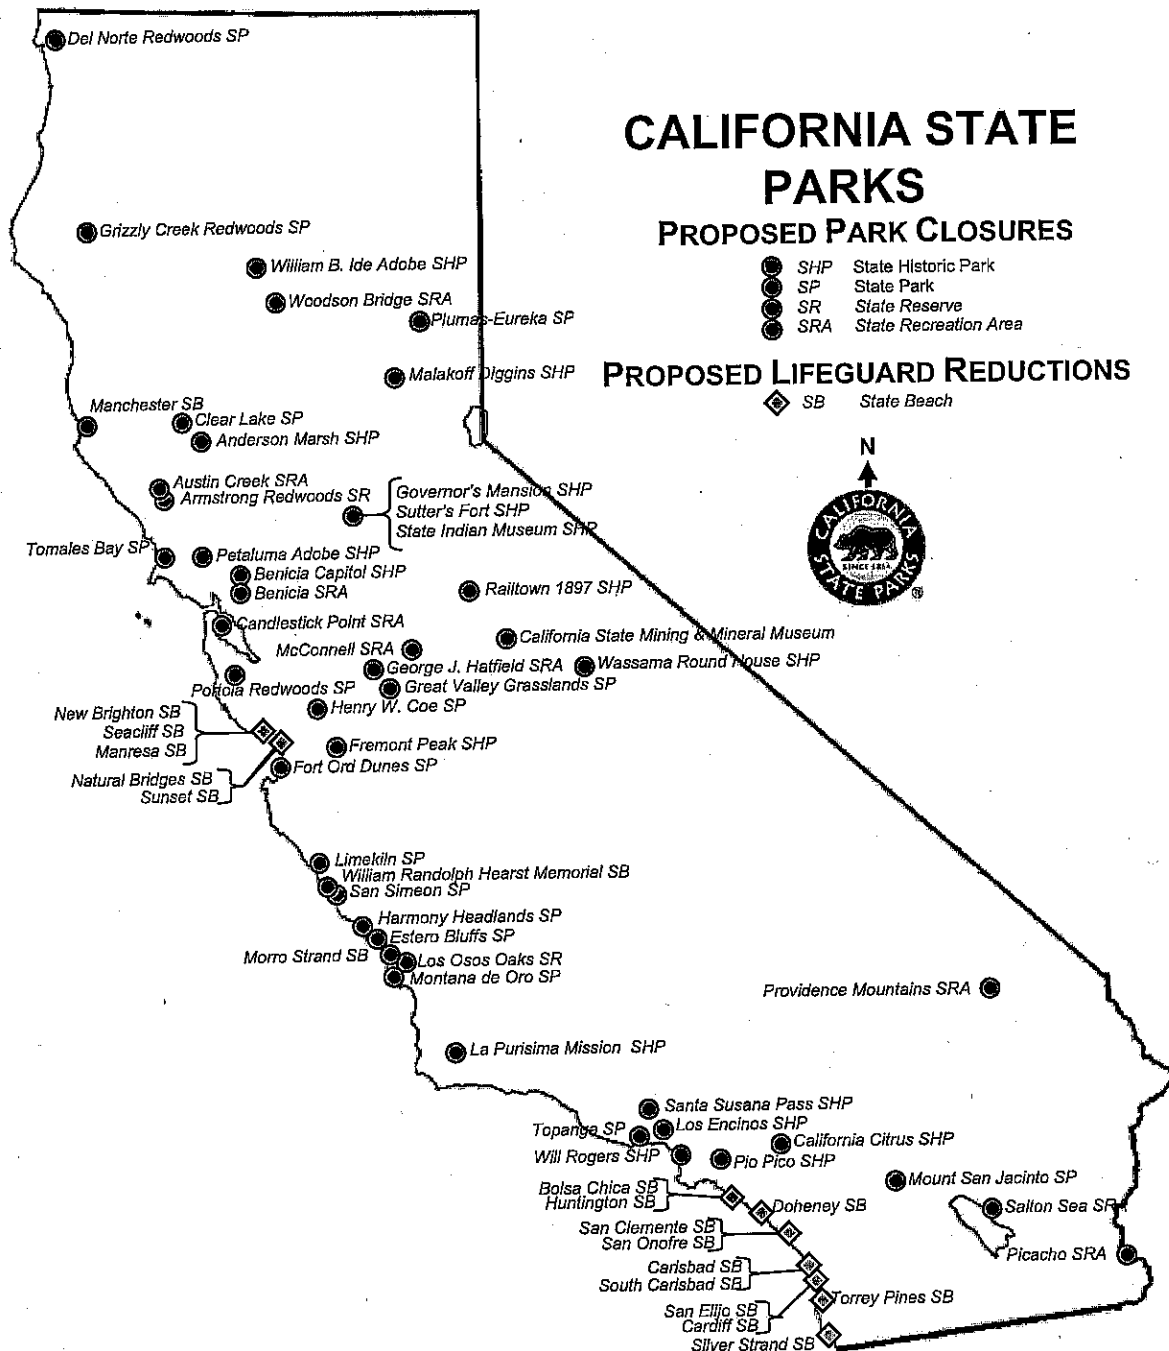 CALIFORNIA STATE
PARKS
PROPOSED PARK CLOSURES
SHP State Historic Park
SP State Park
SR State Reserve
SRA State Recreation Area
PROPOSED LIFEGUARD REDUCTIONS
SB State Beach
N
CALIFORNIA
SINCE 1864
STATE PARKS
®
Del Norte Redwoods SP
Grizzly Creek Redwoods SP
William B. Ide Adobe SHP
Woodson Bridge SRA
Plumas-Eureka SP
Malakoff Diggins SHP
Manchester SB
Clear Lake SP
Anderson Marsh SHP
Austin Creek SRA
Armstrong Redwoods SR
Governor's Mansion SHP
Sutter's Fort SHP
State Indian Museum SHP
Tomales Bay SP
Petaluma Adobe SHP
Benicia Capitol SHP
Benicia SRA
Railtown 1897 SHP
Candlestick Point SRA
California State Mining & Mineral Museum
McConnell SRA
George J. Hatfield SRA
Wassama Round House SHP
Portola Redwoods SP
Great Valley Grasslands SP
Henry W. Coe SP
New Brighton SB
Seacliff SB
Manresa SB
Fremont Peak SHP
Fort Ord Dunes SP
Natural Bridges SB
Sunset SB
Limekiln SP
William Randolph Hearst Memorial SB
San Simeon SP
Harmony Headlands SP
Estero Bluffs SP
Morro Strand SB
Los Osos Oaks SR
Montana de Oro SP
Providence Mountains SRA
La Purisima Mission SHP
Santa Susana Pass SHP
Los Encinos SHP
Topanga SP
California Citrus SHP
Will Rogers SHP
Pio Pico SHP
Mount San Jacinto SP
Bolsa Chica SB
Huntington SB
Doheney SB
Salton Sea SR
San Clemente SB
San Onofre SB
Picacho SRA
Carlsbad SB
South Carlsbad SB
Torrey Pines SB
San Elijo SB
Cardiff SB
Silver Strand SB